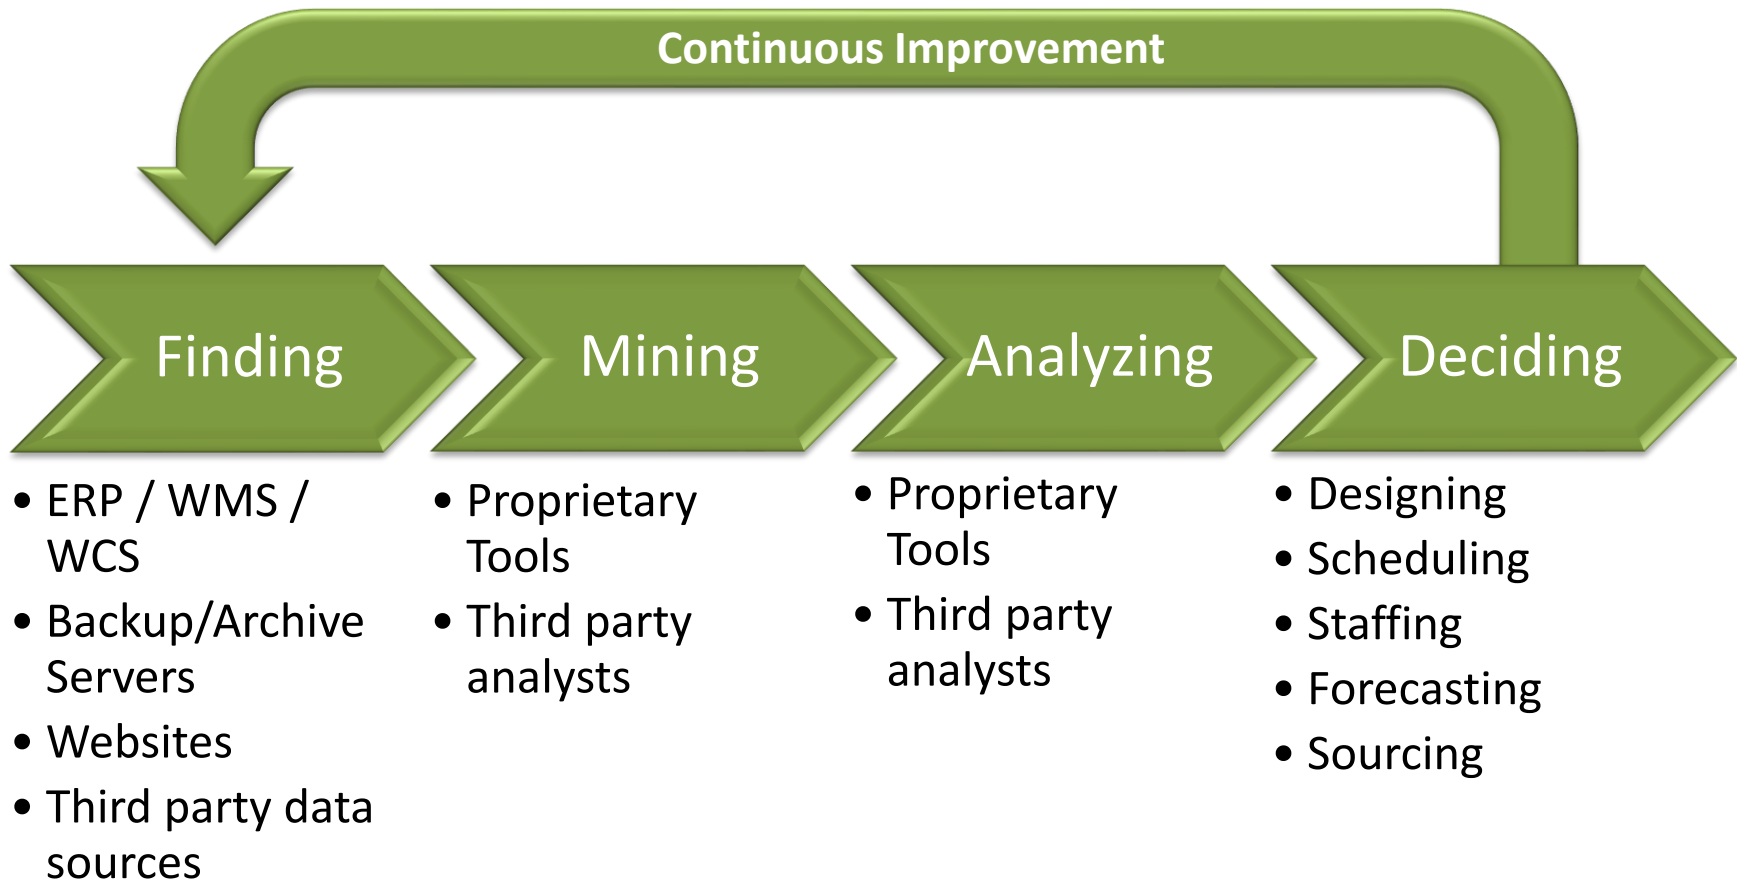 Continuous Improvement
Finding
Mining
Analyzing
Deciding
• ERP / WMS /
WCS
• Backup/Archive
Servers
• Websites
• Third party data
sources
• Proprietary
Tools
• Third party
analysts
• Proprietary
Tools
• Third party
analysts
• Designing
• Scheduling
• Staffing
• Forecasting
• Sourcing